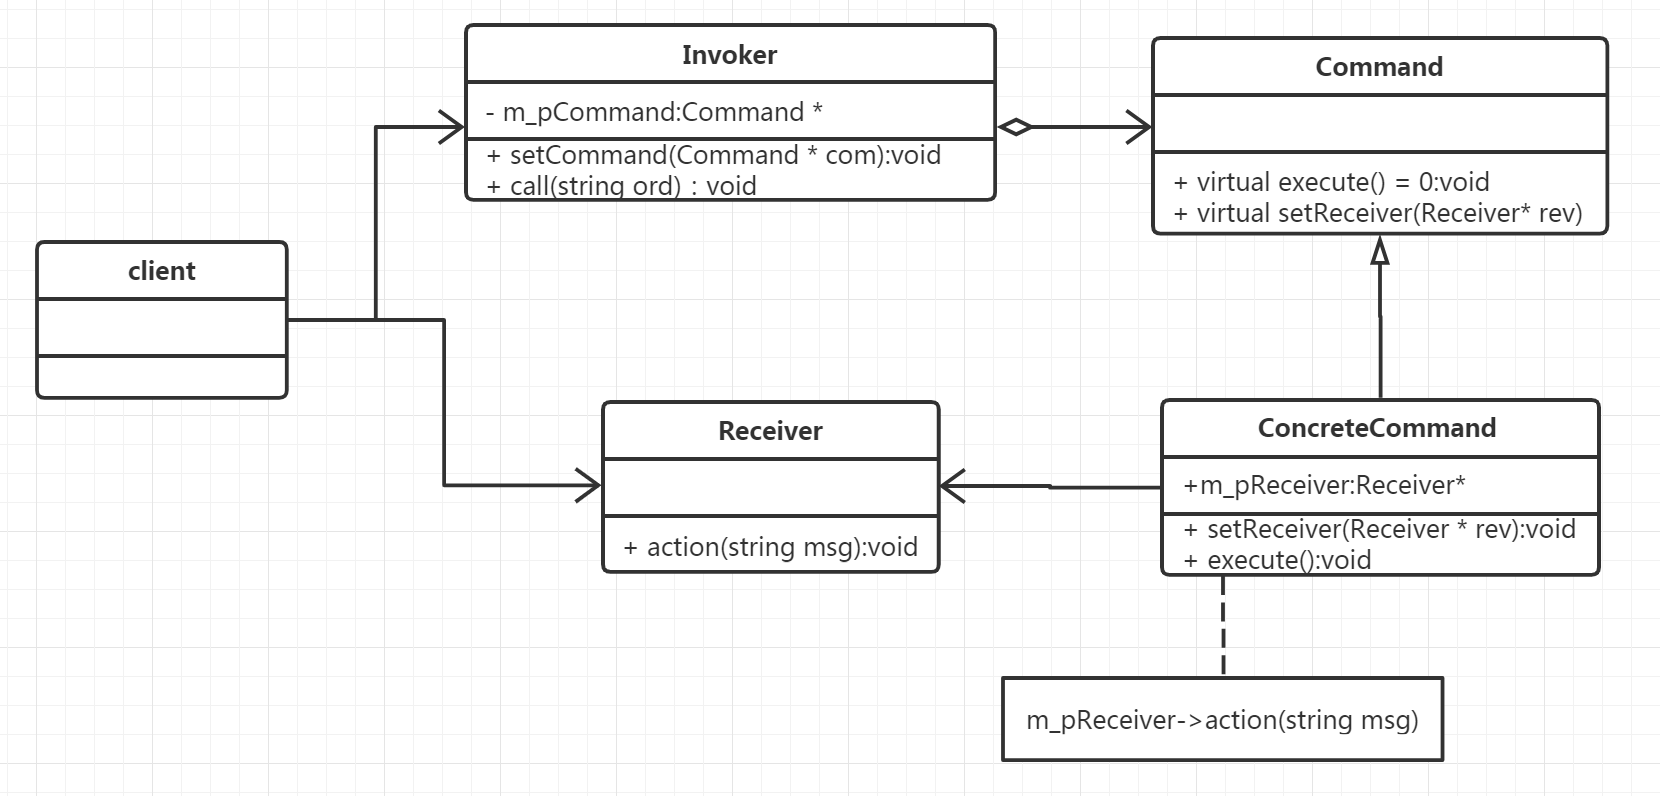 Invoker
- m_pCommand:Command *
+ setCommand(Command * com):void
+ call(string ord) : void
Command
+ virtual execute() = 0:void
+ virtual setReceiver(Receiver* rev)
client
Receiver
+ action(string msg):void
ConcreteCommand
+m_pReceiver:Receiver*
+ setReceiver(Receiver * rev):void
+ execute():void
m_pReceiver->action(string msg)